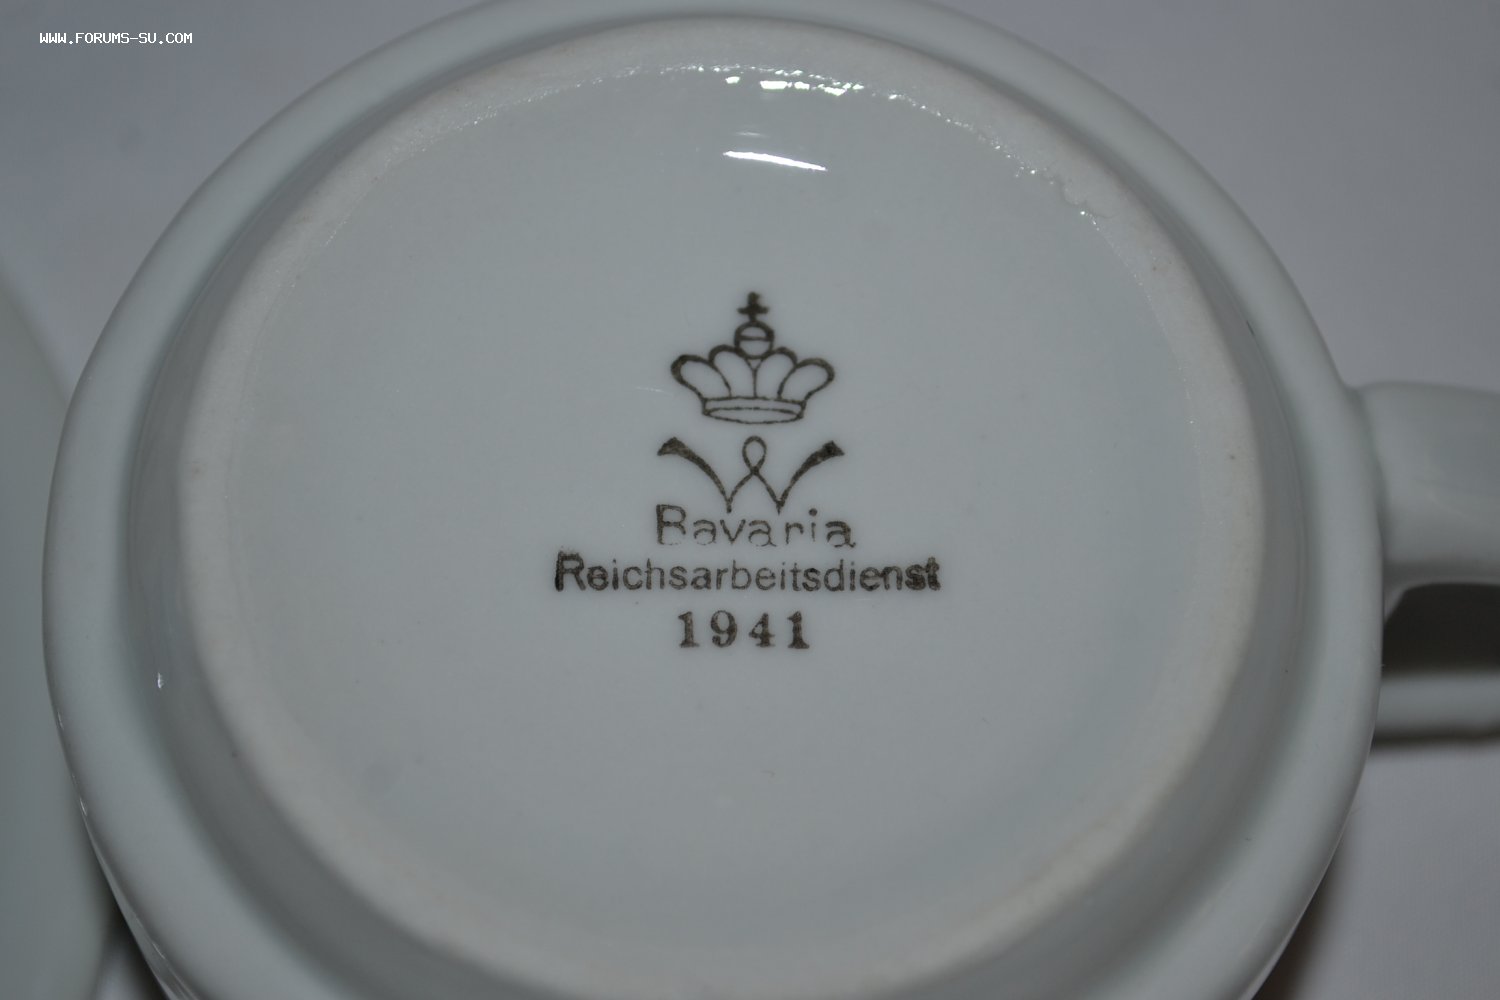 WWW.FORUMS-SU.COM
W
Bavaria
Reichsarbeitsdienst
1941